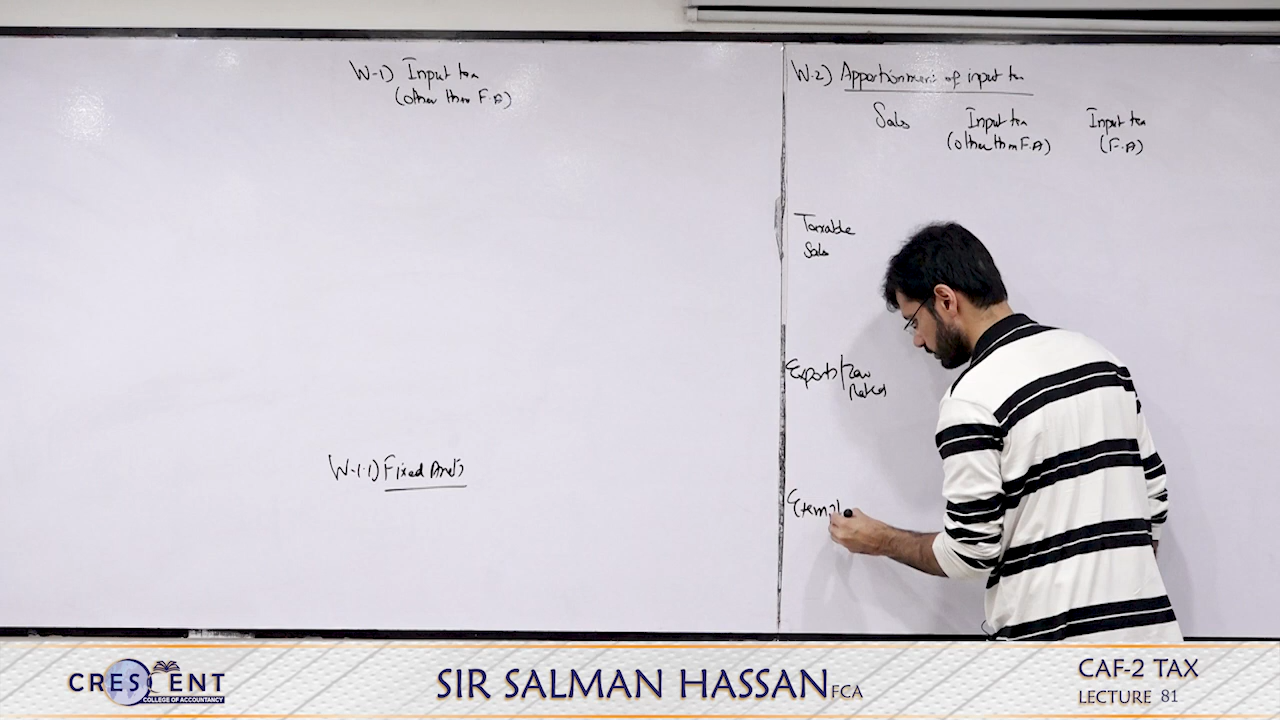 W-1) Input tax
(other than F.A)
W-1.1) Fixed Assets
W-2) Apportionment of input tax
Sales
Input tax
(other than F.A)
Input tax
(F.A)
Taxable
Sales
Exports/Zero
Rated
Exempt
CRESCENT
COLLEGE OF ACCOUNTANCY
SIR SALMAN HASSAN FCA
CAF-2 TAX
LECTURE 81